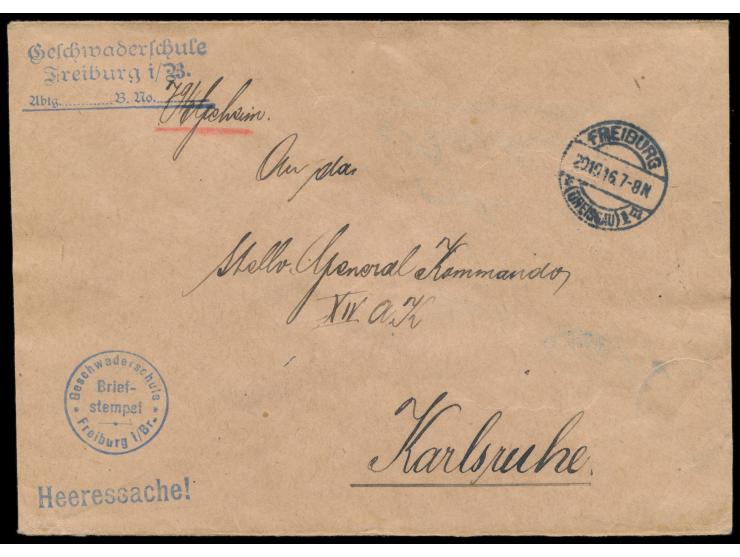 Geschwaderschule
Freiburg i/B.
Abtg............B. No.
Geheim.
FREIBURG
20.10.16.7-8N
(BREISGAU)
An das
Stellv. General Kommando,
XIV A K
Karlsruhe.
Geschwaderschule
Brief-
stempel
Freiburg i/Br.
Heeressache!